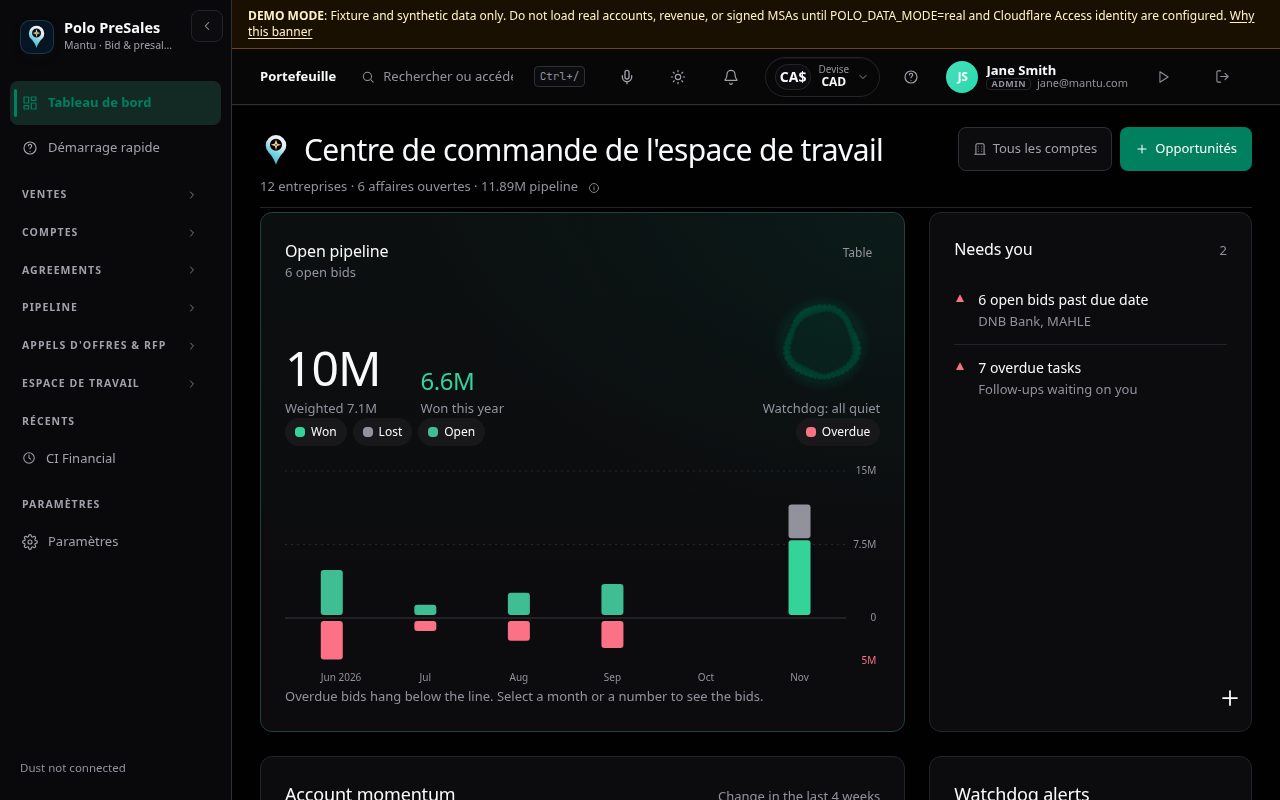 Polo PreSales
Mantu · Bid & presal...
Tableau de bord
Démarrage rapide
VENTES
COMPTES
AGREEMENTS
PIPELINE
APPELS D'OFFRES & RFP
ESPACE DE TRAVAIL
RÉCENTS
CI Financial
PARAMÈTRES
Paramètres
Dust not connected
DEMO MODE: Fixture and synthetic data only. Do not load real accounts, revenue, or signed MSAs until POLO_DATA_MODE=real and Cloudflare Access identity are configured. Why
this banner
Portefeuille
Rechercher ou accéde
Ctrl+/
CA$
Devise
CAD
JS
Jane Smith
ADMIN jane@mantu.com
Centre de commande de l'espace de travail
Tous les comptes
Opportunités
12 entreprises · 6 affaires ouvertes · 11.89M pipeline
Open pipeline
Table
6 open bids
10M
6.6M
Weighted 7.1M
Won this year
Watchdog: all quiet
Won
Lost
Open
Overdue
15M
7.5M
0
5M
Jun 2026
Jul
Aug
Sep
Oct
Nov
Overdue bids hang below the line. Select a month or a number to see the bids.
Needs you
2
6 open bids past due date
DNB Bank, MAHLE
7 overdue tasks
Follow-ups waiting on you
Account momentum
Change in the last 4 weeks
Watchdog alerts